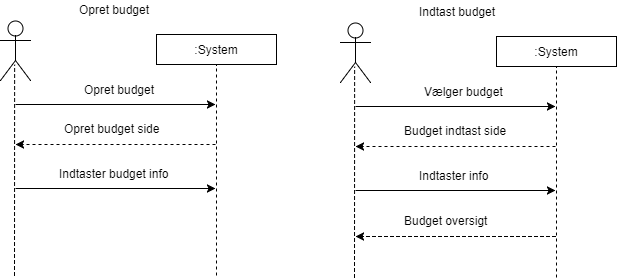 Opret budget
:System
Opret budget
Opret budget side
Indtaster budget info
Indtast budget
:System
Vælger budget
Budget indtast side
Indtaster info
Budget oversigt